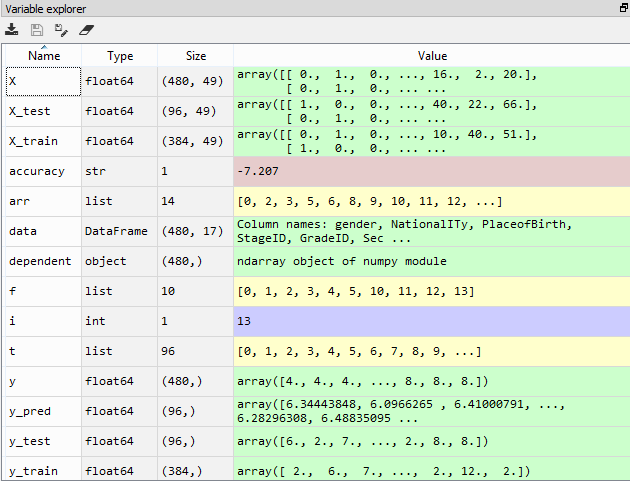 Variable explorer
Name Type Size Value
X float64 (480, 49) array([[ 0., 1., 0., ..., 16., 2., 20.],
[ 0., 1., 0., ... ...
X_test float64 (96, 49) array([[ 1., 0., 0., ..., 40., 22., 66.],
[ 0., 1., 0., ... ...
X_train float64 (384, 49) array([[ 0., 1., 0., ..., 10., 40., 51.],
[ 1., 0., 0., ... ...
accuracy str 1 -7.207
arr list 14 [0, 2, 3, 5, 6, 8, 9, 10, 11, 12, ...]
data DataFrame (480, 17) Column names: gender, NationalITy, PlaceofBirth,
StageID, GradeID, Sec ...
dependent object (480,) ndarray object of numpy module
f list 10 [0, 1, 2, 3, 4, 5, 10, 11, 12, 13]
i int 1 13
t list 96 [0, 1, 2, 3, 4, 5, 6, 7, 8, 9, ...]
y float64 (480,) array([4., 4., 4., ..., 8., 8., 8.])
y_pred float64 (96,) array([6.34443848, 6.0966265 , 6.41000791, ...,
6.28296308, 6.48835095 ...
y_test float64 (96,) array([6., 2., 7., ..., 2., 8., 8.])
y_train float64 (384,) array([ 2., 6., 7., ..., 2., 12., 2.])